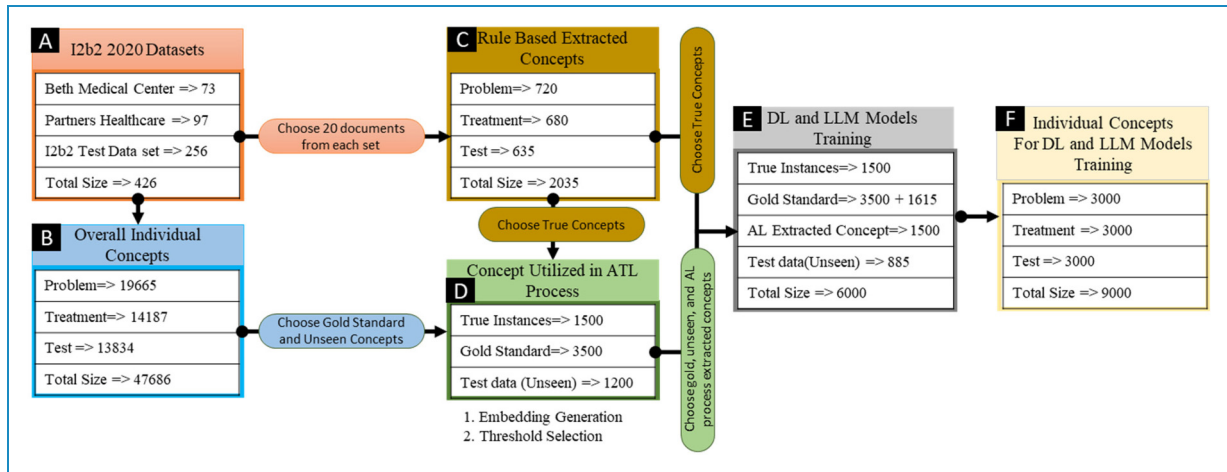 A
I2b2 2020 Datasets
Beth Medical Center => 73
Partners Healthcare => 97
I2b2 Test Data set => 256
Total Size => 426
Choose 20 documents
from each set
B
Overall Individual
Concepts
Problem=> 19665
Treatment=> 14187
Test => 13834
Total Size => 47686
Choose Gold Standard
and Unseen Concepts
C
Rule Based Extracted
Concepts
Problem=> 720
Treatment => 680
Test => 635
Total Size => 2035
Choose True Concepts
D
Concept Utilized in ATL
Process
True Instances=> 1500
Gold Standard=> 3500
Test data (Unseen) => 1200
1. Embedding Generation
2. Threshold Selection
Choose True Concepts
Choose gold, unseen, and AL
process extracted concepts
E
DL and LLM Models
Training
True Instances=> 1500
Gold Standard=> 3500 + 1615
AL Extracted Concept=> 1500
Test data(Unseen) => 885
Total Size => 6000
F
Individual Concepts
For DL and LLM Models
Training
Problem => 3000
Treatment => 3000
Test => 3000
Total Size => 9000